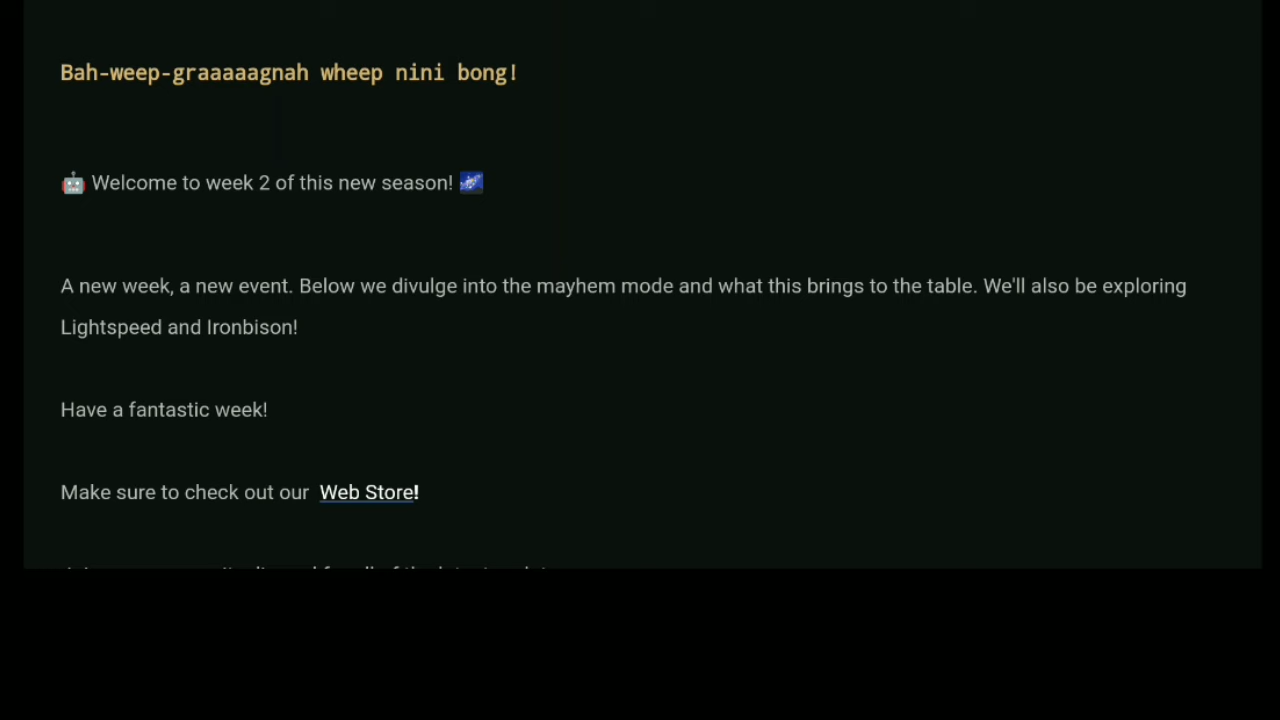 Bah-weep-graaaaagnah wheep nini bong!
🤖 Welcome to week 2 of this new season! 🌌
A new week, a new event. Below we divulge into the mayhem mode and what this brings to the table. We'll also be exploring
Lightspeed and Ironbison!
Have a fantastic week!
Make sure to check out our Web Store!